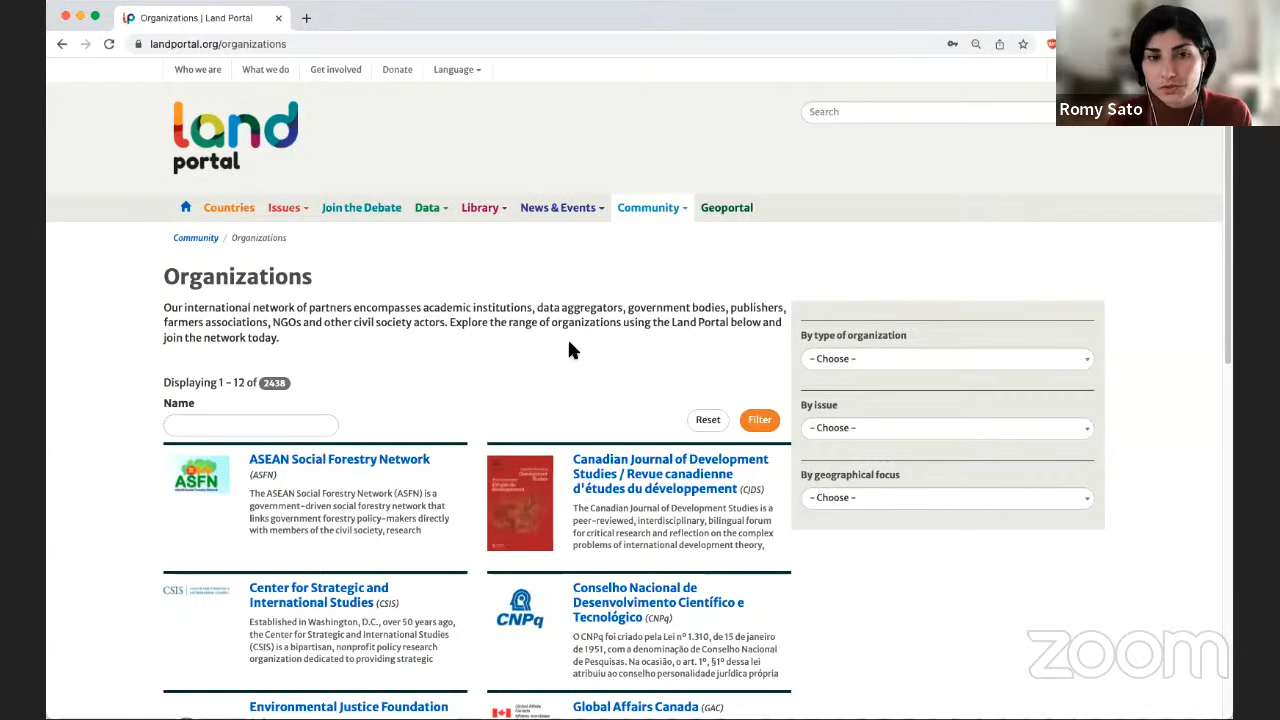 Organizations | Land Portal
landportal.org/organizations
Who we are
What we do
Get involved
Donate
Language
land
portal
Search
Romy Sato
Countries
Issues
Join the Debate
Data
Library
News & Events
Community
Geoportal
Community / Organizations
Organizations
Our international network of partners encompasses academic institutions, data aggregators, government bodies, publishers,
farmers associations, NGOs and other civil society actors. Explore the range of organizations using the Land Portal below and
join the network today.
By type of organization
- Choose -
By issue
- Choose -
By geographical focus
- Choose -
Displaying 1 - 12 of 2438
Name
Reset
Filter
ASFN
ASEAN Social Forestry Network
(ASFN)
The ASEAN Social Forestry Network (ASFN) is a
government-driven social forestry network that
links government forestry policy-makers directly
with members of the civil society, research
Canadian Journal of Development
Studies / Revue canadienne
d'études du développement (CJDS)
The Canadian Journal of Development Studies is a
peer-reviewed, interdisciplinary, bilingual forum
for critical research and reflection on the complex
problems of international development theory,
CSIS
Center for Strategic and
International Studies (CSIS)
Established in Washington, D.C., over 50 years ago,
the Center for Strategic and International Studies
(CSIS) is a bipartisan, nonprofit policy research
organization dedicated to providing strategic
CNPq
Conselho Nacional de
Desenvolvimento Científico e
Tecnológico (CNPq)
O CNPq foi criado pela Lei nº 1.310, de 15 de janeiro
de 1951, com a denominação de Conselho Nacional
de Pesquisas. Na ocasião, o art. 1º, §1º dessa lei
atribuiu ao conselho personalidade jurídica própria
Environmental Justice Foundation
Global Affairs Canada (GAC)
zoom